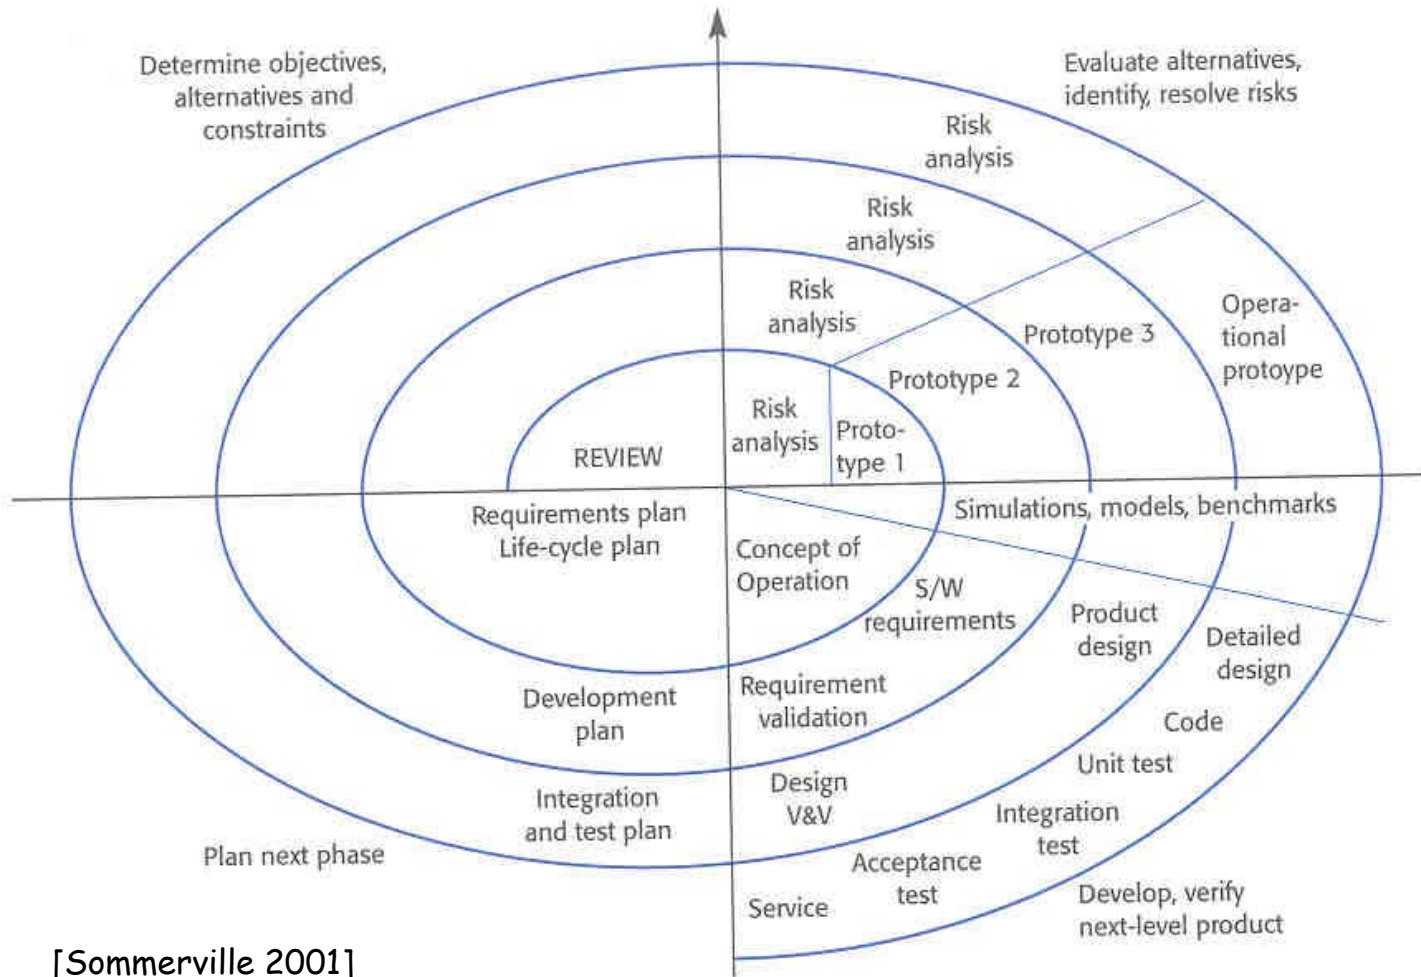 Determine objectives,
alternatives and
constraints
Evaluate alternatives,
identify, resolve risks
Risk
analysis
Risk
analysis
Risk
analysis
Risk
analysis
Proto-
type 1
Prototype 2
Prototype 3
Opera-
tional
protoype
REVIEW
Requirements plan
Life-cycle plan
Simulations, models, benchmarks
Concept of
Operation
S/W
requirements
Product
design
Detailed
design
Development
plan
Requirement
validation
Code
Unit test
Integration
and test plan
Design
V&V
Integration
test
Plan next phase
Acceptance
test
Service
Develop, verify
next-level product
[Sommerville 2001]